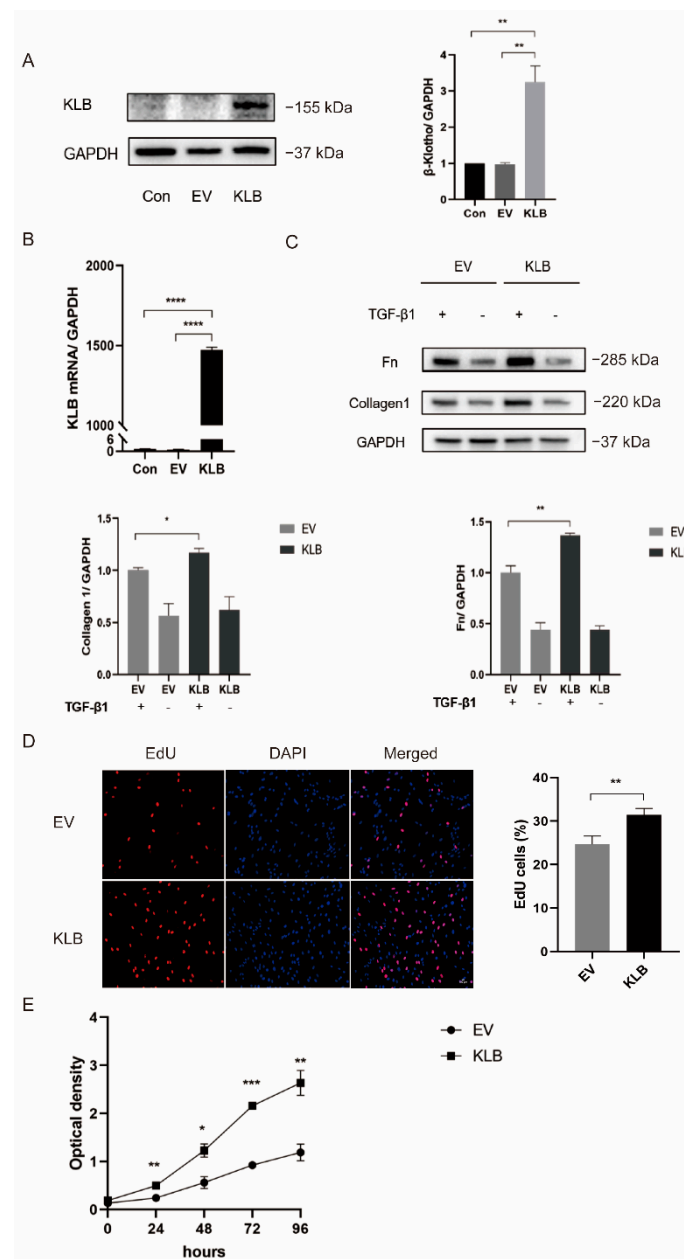 A
KLB
−155 kDa
GAPDH
−37 kDa
Con EV KLB
β-Klotho/ GAPDH
5
4
3
2
1
0
**
**
Con EV KLB
B
KLB mRNA/ GAPDH
2000
1500
1000
6
0
****
****
Con EV KLB
C
EV KLB
TGF-β1 + - + -
Fn
−285 kDa
Collagen1
−220 kDa
GAPDH
−37 kDa
Collagen 1/ GAPDH
1.5
1.0
0.5
0.0
*
EV
KLB
EV EV KLB KLB
TGF-β1 + - + -
Fn/ GAPDH
1.5
1.0
0.5
0.0
**
EV
KL
EV EV KLB KLB
TGF-β1 + - + -
D
EdU DAPI Merged
EV
KLB
EdU cells (%)
40
30
20
10
0
**
EV KLB
E
Optical density
4
3
2
1
0
** * *** **
EV
KLB
0 24 48 72 96
hours